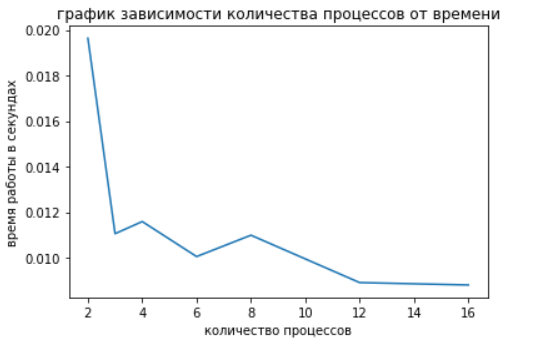 график зависимости количества процессов от времени
0.020
0.018
0.016
0.014
0.012
0.010
время работы в секундах
2 4 6 8 10 12 14 16
количество процессов